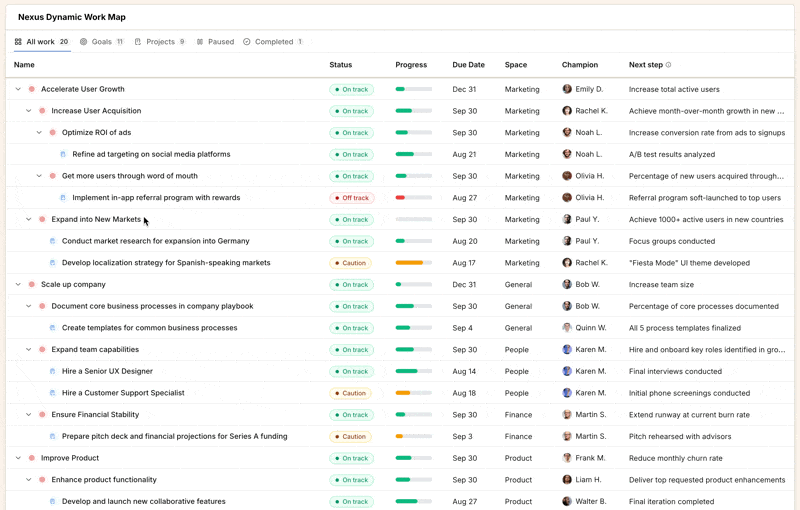 Nexus Dynamic Work Map
All work 20 Goals 11 Projects 9 Paused Completed 1
Name Status Progress Due Date Space Champion Next step
Accelerate User Growth On track Dec 31 Marketing Emily D. Increase total active users
Increase User Acquisition On track Sep 30 Marketing Rachel K. Achieve month-over-month growth in new ...
Optimize ROI of ads On track Sep 30 Marketing Noah L. Increase conversion rate from ads to signups
Refine ad targeting on social media platforms On track Aug 21 Marketing Noah L. A/B test results analyzed
Get more users through word of mouth On track Sep 30 Marketing Olivia H. Percentage of new users acquired through...
Implement in-app referral program with rewards Off track Aug 27 Marketing Olivia H. Referral program soft-launched to top users
Expand into New Markets On track Sep 30 Marketing Paul Y. Achieve 1000+ active users in new countries
Conduct market research for expansion into Germany On track Aug 20 Marketing Paul Y. Focus groups conducted
Develop localization strategy for Spanish-speaking markets Caution Aug 17 Marketing Rachel K. "Fiesta Mode" UI theme developed
Scale up company On track Dec 31 General Bob W. Increase team size
Document core business processes in company playbook On track Sep 30 General Bob W. Percentage of core processes documented
Create templates for common business processes On track Sep 4 General Quinn W. All 5 process templates finalized
Expand team capabilities On track Sep 30 People Karen M. Hire and onboard key roles identified in gro...
Hire a Senior UX Designer On track Aug 14 People Karen M. Final interviews conducted
Hire a Customer Support Specialist Caution Aug 18 People Karen M. Initial phone screenings conducted
Ensure Financial Stability On track Sep 30 Finance Martin S. Extend runway at current burn rate
Prepare pitch deck and financial projections for Series A funding Caution Sep 3 Finance Martin S. Pitch rehearsed with advisors
Improve Product On track Sep 30 Product Frank M. Reduce monthly churn rate
Enhance product functionality On track Sep 30 Product Liam H. Deliver top requested product enhancements
Develop and launch new collaborative features On track Aug 27 Product Walter B. Final iteration completed